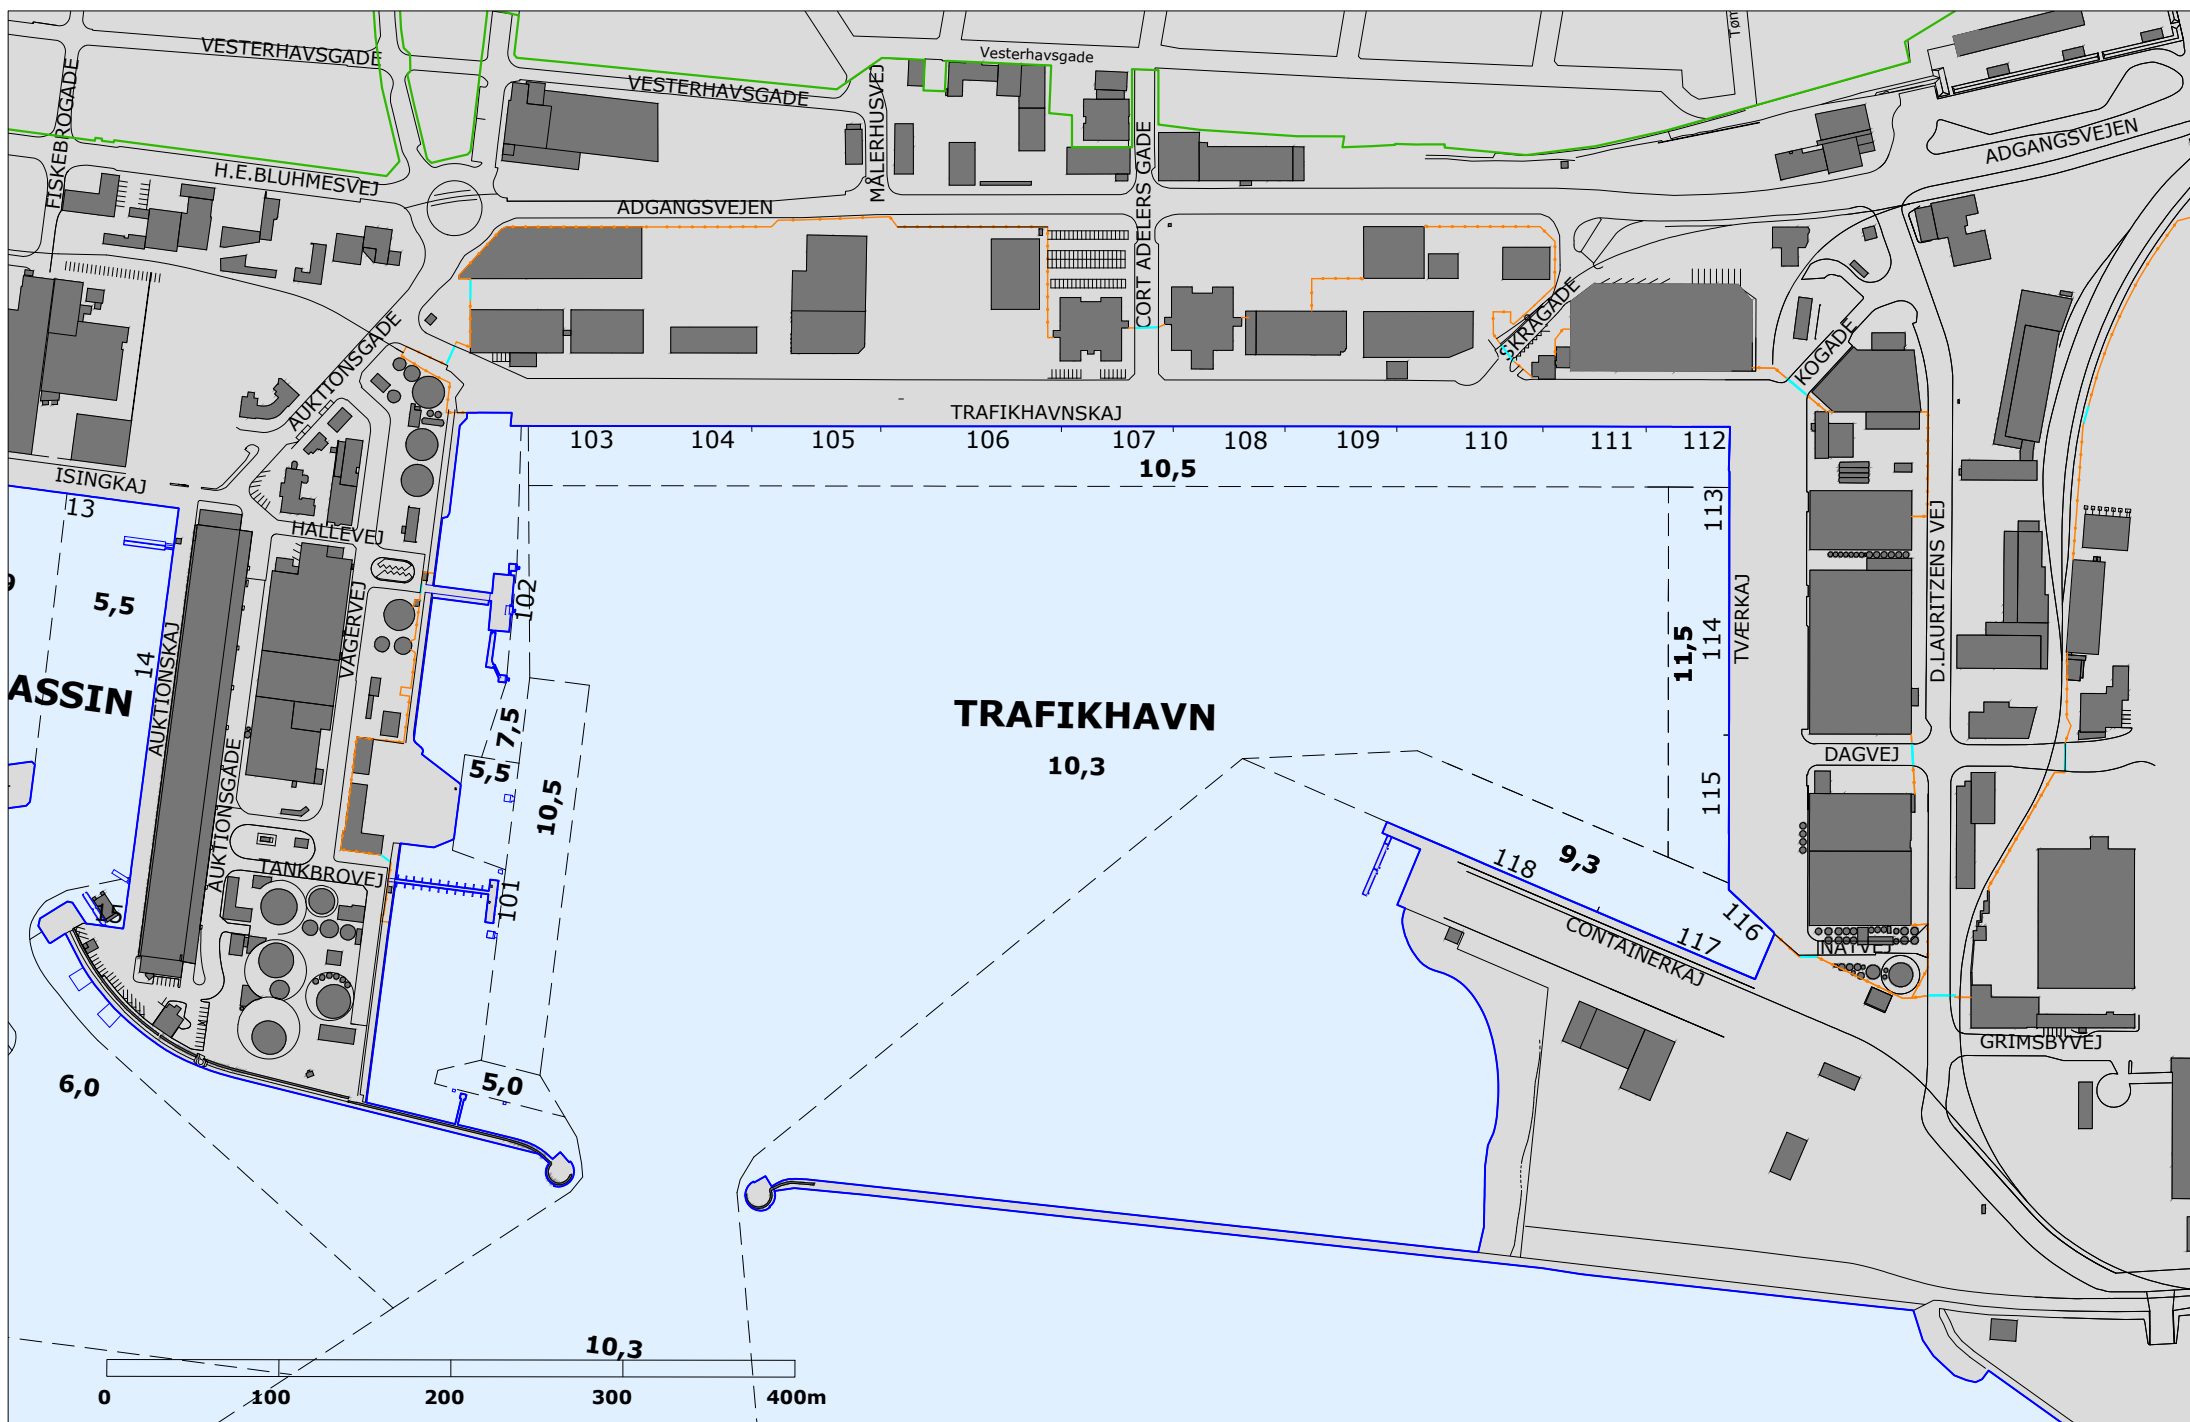 VESTERHAVSGADE
Vesterhavsgade
VESTERHAVSGADE
FISKEBROGADE
MÅLERHUSVEJ
CORT ADELERS GADE
ADGANGSVEJEN
H.E.BLUHMESVEJ
ADGANGSVEJEN
AUKTIONSGADE
SKRÅGADE
KOGADE
TRAFIKHAVNSKAJ
103
104
105
106
107
108
109
110
111
112
10,5
ISINGKAJ
13
HALLEVEJ
113
5,5
14
AUKTIONSKAJ
VÅGERVEJ
102
11,5
114
TVÆRKAJ
D.LAURITZENS VEJ
ASSIN
7,5
TRAFIKHAVN
5,5
10,5
10,3
115
DAGVEJ
AUKTIONSGADE
TANKBROVEJ
101
118
9,3
15
116
117
CONTAINERKAJ
NATVEJ
GRIMSBYVEJ
6,0
5,0
10,3
0
100
200
300
400m